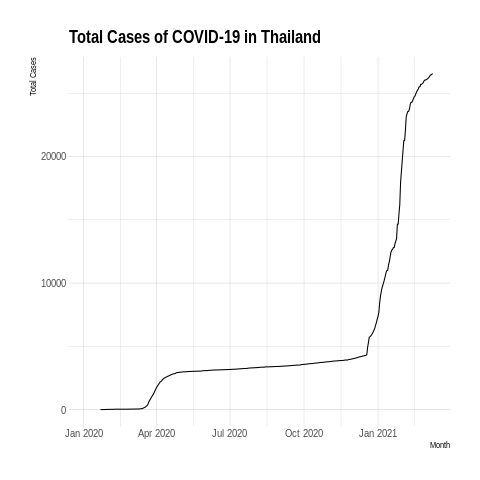 Total Cases of COVID-19 in Thailand
Total Cases
20000
10000
0
Jan 2020 Apr 2020 Jul 2020 Oct 2020 Jan 2021
Month